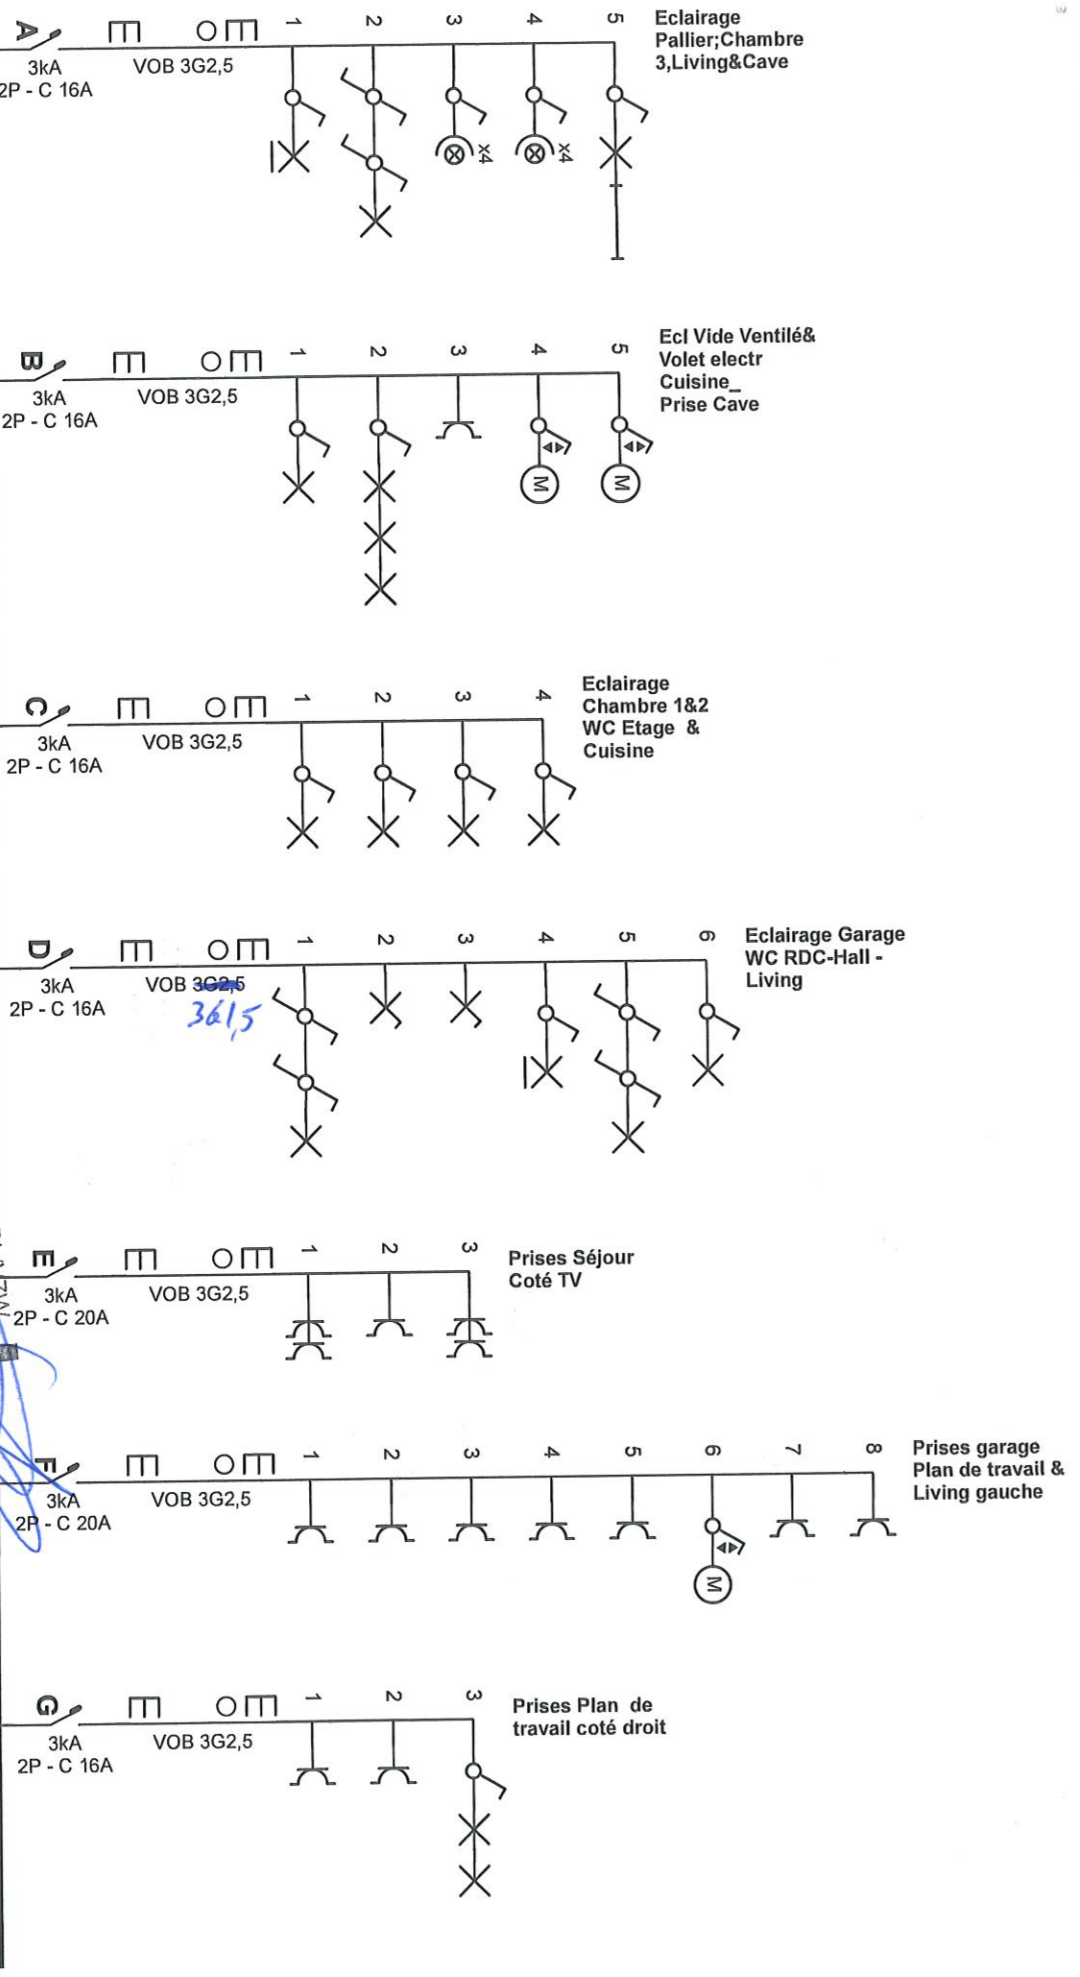 A
3kA
2P - C 16A
VOB 3G2,5
1
2
3
4
5
x4
x4
Eclairage
Pallier;Chambre
3,Living&Cave
B
3kA
2P - C 16A
VOB 3G2,5
1
2
3
4
5
M
M
Ecl Vide Ventilé&
Volet electr
Cuisine_
Prise Cave
C
3kA
2P - C 16A
VOB 3G2,5
1
2
3
4
Eclairage
Chambre 1&2
WC Etage &
Cuisine
D
3kA
2P - C 16A
VOB 3G2,5
3G1,5
1
2
3
4
5
6
Eclairage Garage
WC RDC-Hall -
Living
E
3kA
2P - C 20A
VOB 3G2,5
1
2
3
Prises Séjour
Coté TV
F
3kA
2P - C 20A
VOB 3G2,5
1
2
3
4
5
6
7
8
M
Prises garage
Plan de travail &
Living gauche
G
3kA
2P - C 16A
VOB 3G2,5
1
2
3
Prises Plan de
travail coté droit